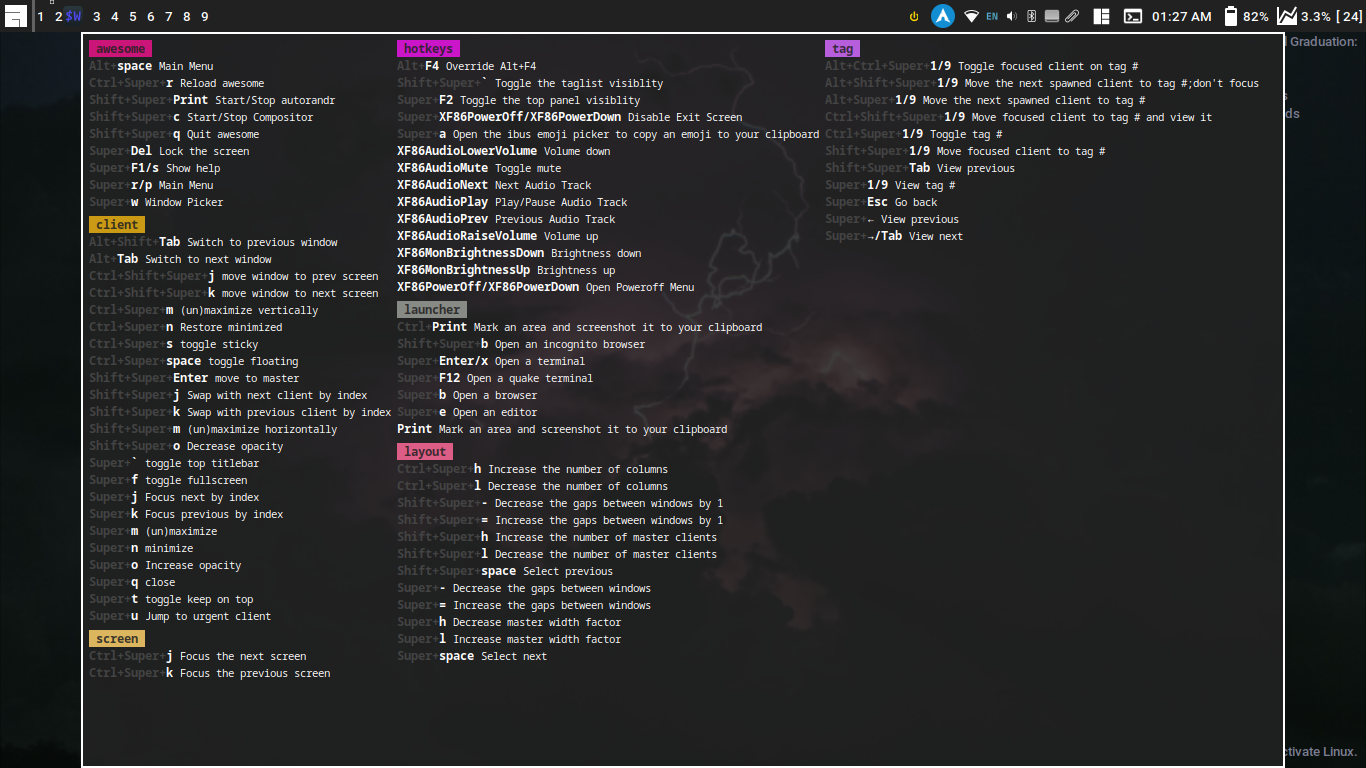 1 2 $W 3 4 5 6 7 8 9 EN 01:27 AM 82% 3.3% [ 24]
awesome
Alt+space Main Menu
Ctrl+Super+r Reload awesome
Shift+Super+Print Start/Stop autorandr
Shift+Super+c Start/Stop Compositor
Shift+Super+q Quit awesome
Super+Del Lock the screen
Super+F1/s Show help
Super+r/p Main Menu
Super+w Window Picker
client
Alt+Shift+Tab Switch to previous window
Alt+Tab Switch to next window
Ctrl+Shift+Super+j move window to prev screen
Ctrl+Shift+Super+k move window to next screen
Ctrl+Super+m (un)maximize vertically
Ctrl+Super+n Restore minimized
Ctrl+Super+s toggle sticky
Ctrl+Super+space toggle floating
Shift+Super+Enter move to master
Shift+Super+j Swap with next client by index
Shift+Super+k Swap with previous client by index
Shift+Super+m (un)maximize horizontally
Shift+Super+o Decrease opacity
Super+` toggle top titlebar
Super+f toggle fullscreen
Super+j Focus next by index
Super+k Focus previous by index
Super+m (un)maximize
Super+n minimize
Super+o Increase opacity
Super+q close
Super+t toggle keep on top
Super+u Jump to urgent client
screen
Ctrl+Super+j Focus the next screen
Ctrl+Super+k Focus the previous screen
hotkeys
Alt+F4 Override Alt+F4
Shift+Super+` Toggle the taglist visiblity
Super+F2 Toggle the top panel visiblity
Super+XF86PowerOff/XF86PowerDown Disable Exit Screen
Super+a Open the ibus emoji picker to copy an emoji to your clipboard
XF86AudioLowerVolume Volume down
XF86AudioMute Toggle mute
XF86AudioNext Next Audio Track
XF86AudioPlay Play/Pause Audio Track
XF86AudioPrev Previous Audio Track
XF86AudioRaiseVolume Volume up
XF86MonBrightnessDown Brightness down
XF86MonBrightnessUp Brightness up
XF86PowerOff/XF86PowerDown Open Poweroff Menu
launcher
Ctrl+Print Mark an area and screenshot it to your clipboard
Shift+Super+b Open an incognito browser
Super+Enter/x Open a terminal
Super+F12 Open a quake terminal
Super+b Open a browser
Super+e Open an editor
Print Mark an area and screenshot it to your clipboard
layout
Ctrl+Super+h Increase the number of columns
Ctrl+Super+l Decrease the number of columns
Shift+Super+- Decrease the gaps between windows by 1
Shift+Super+= Increase the gaps between windows by 1
Shift+Super+h Increase the number of master clients
Shift+Super+l Decrease the number of master clients
Shift+Super+space Select previous
Super+- Decrease the gaps between windows
Super+= Increase the gaps between windows
Super+h Decrease master width factor
Super+l Increase master width factor
Super+space Select next
tag
Alt+Ctrl+Super+1/9 Toggle focused client on tag #
Alt+Shift+Super+1/9 Move the next spawned client to tag #;don't focus
Alt+Super+1/9 Move the next spawned client to tag #
Ctrl+Shift+Super+1/9 Move focused client to tag # and view it
Ctrl+Super+1/9 Toggle tag #
Shift+Super+1/9 Move focused client to tag #
Shift+Super+Tab View previous
Super+1/9 View tag #
Super+Esc Go back
Super+← View previous
Super+→/Tab View next
l Graduation:
s
ds
ctivate Linux.